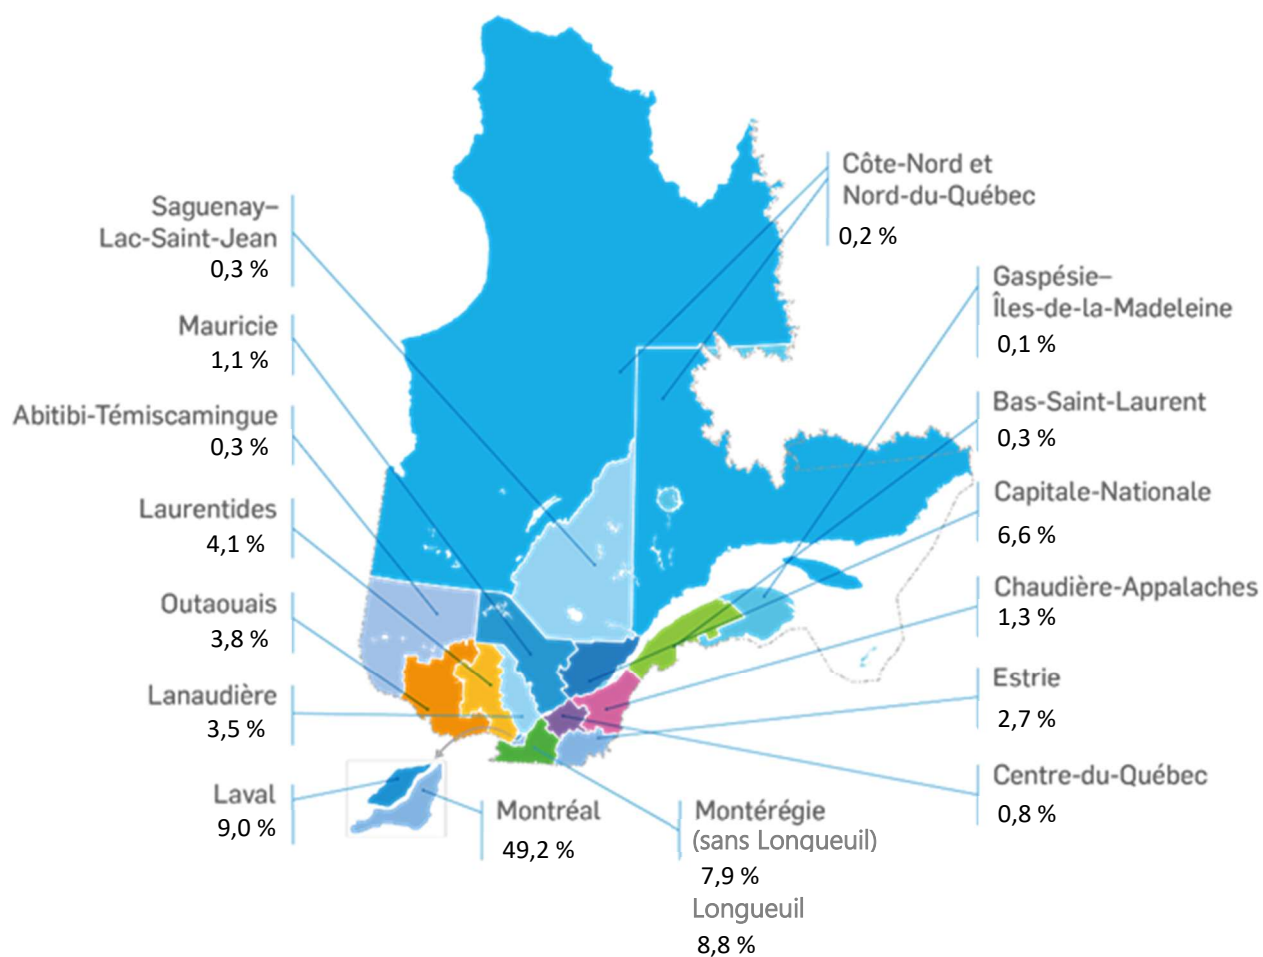 Saguenay–
Lac-Saint-Jean
0,3 %
Mauricie
1,1 %
Abitibi-Témiscamingue
0,3 %
Laurentides
4,1 %
Outaouais
3,8 %
Lanaudière
3,5 %
Laval
9,0 %
Montréal
49,2 %
Montérégie
(sans Longueuil)
7,9 %
Longueuil
8,8 %
Côte-Nord et
Nord-du-Québec
0,2 %
Gaspésie–
Îles-de-la-Madeleine
0,1 %
Bas-Saint-Laurent
0,3 %
Capitale-Nationale
6,6 %
Chaudière-Appalaches
1,3 %
Estrie
2,7 %
Centre-du-Québec
0,8 %